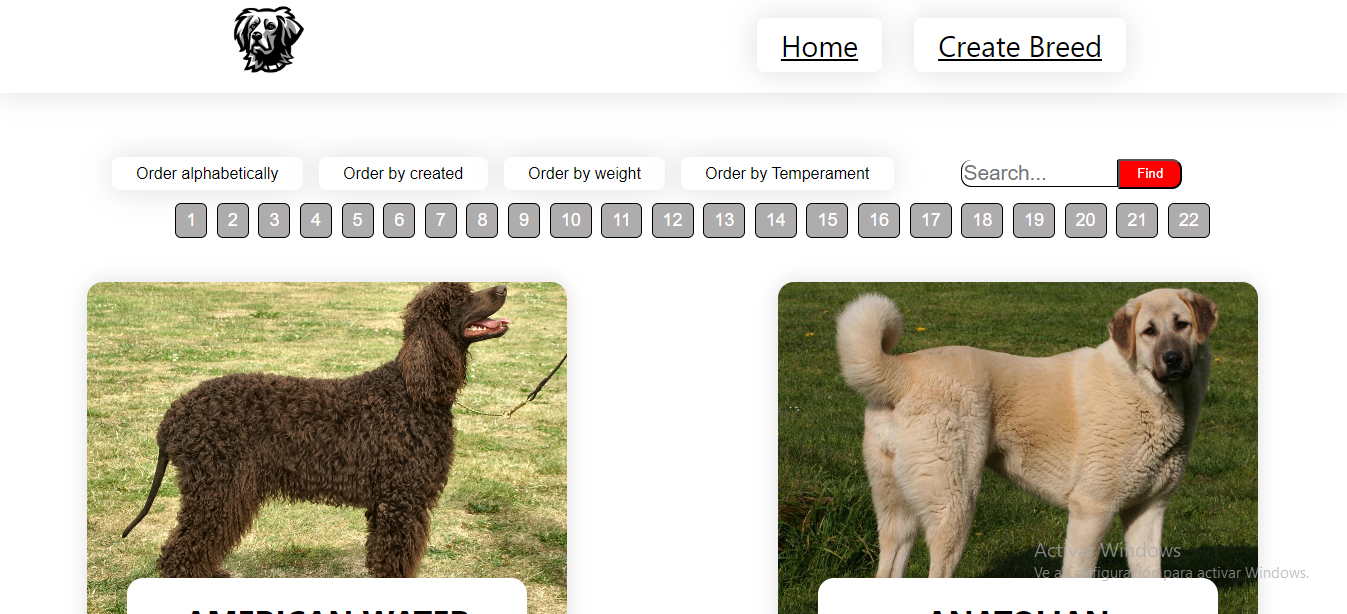 Home Create Breed
Order alphabetically Order by created Order by weight Order by Temperament Search... Find
1 2 3 4 5 6 7 8 9 10 11 12 13 14 15 16 17 18 19 20 21 22
Activar Windows
Ve a Configuración para activar Windows.
AMERICAN WATER ANATOLIAN